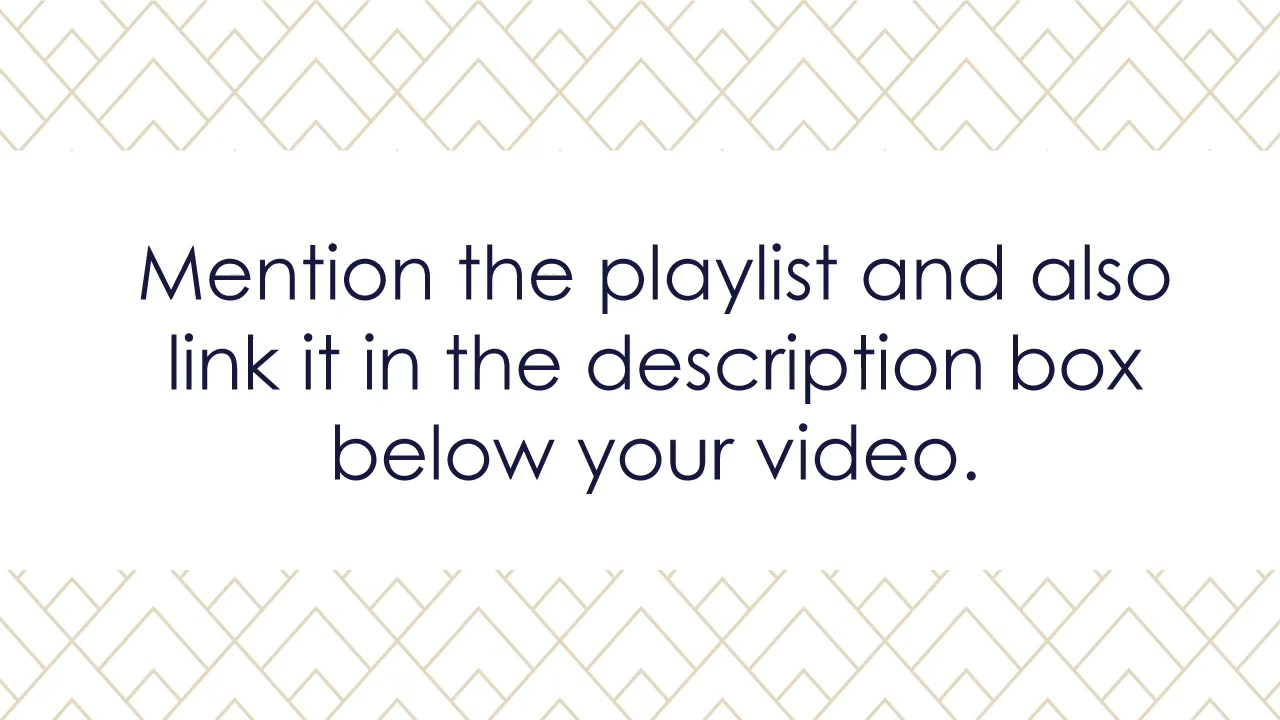 Mention the playlist and also
link it in the description box
below your video.